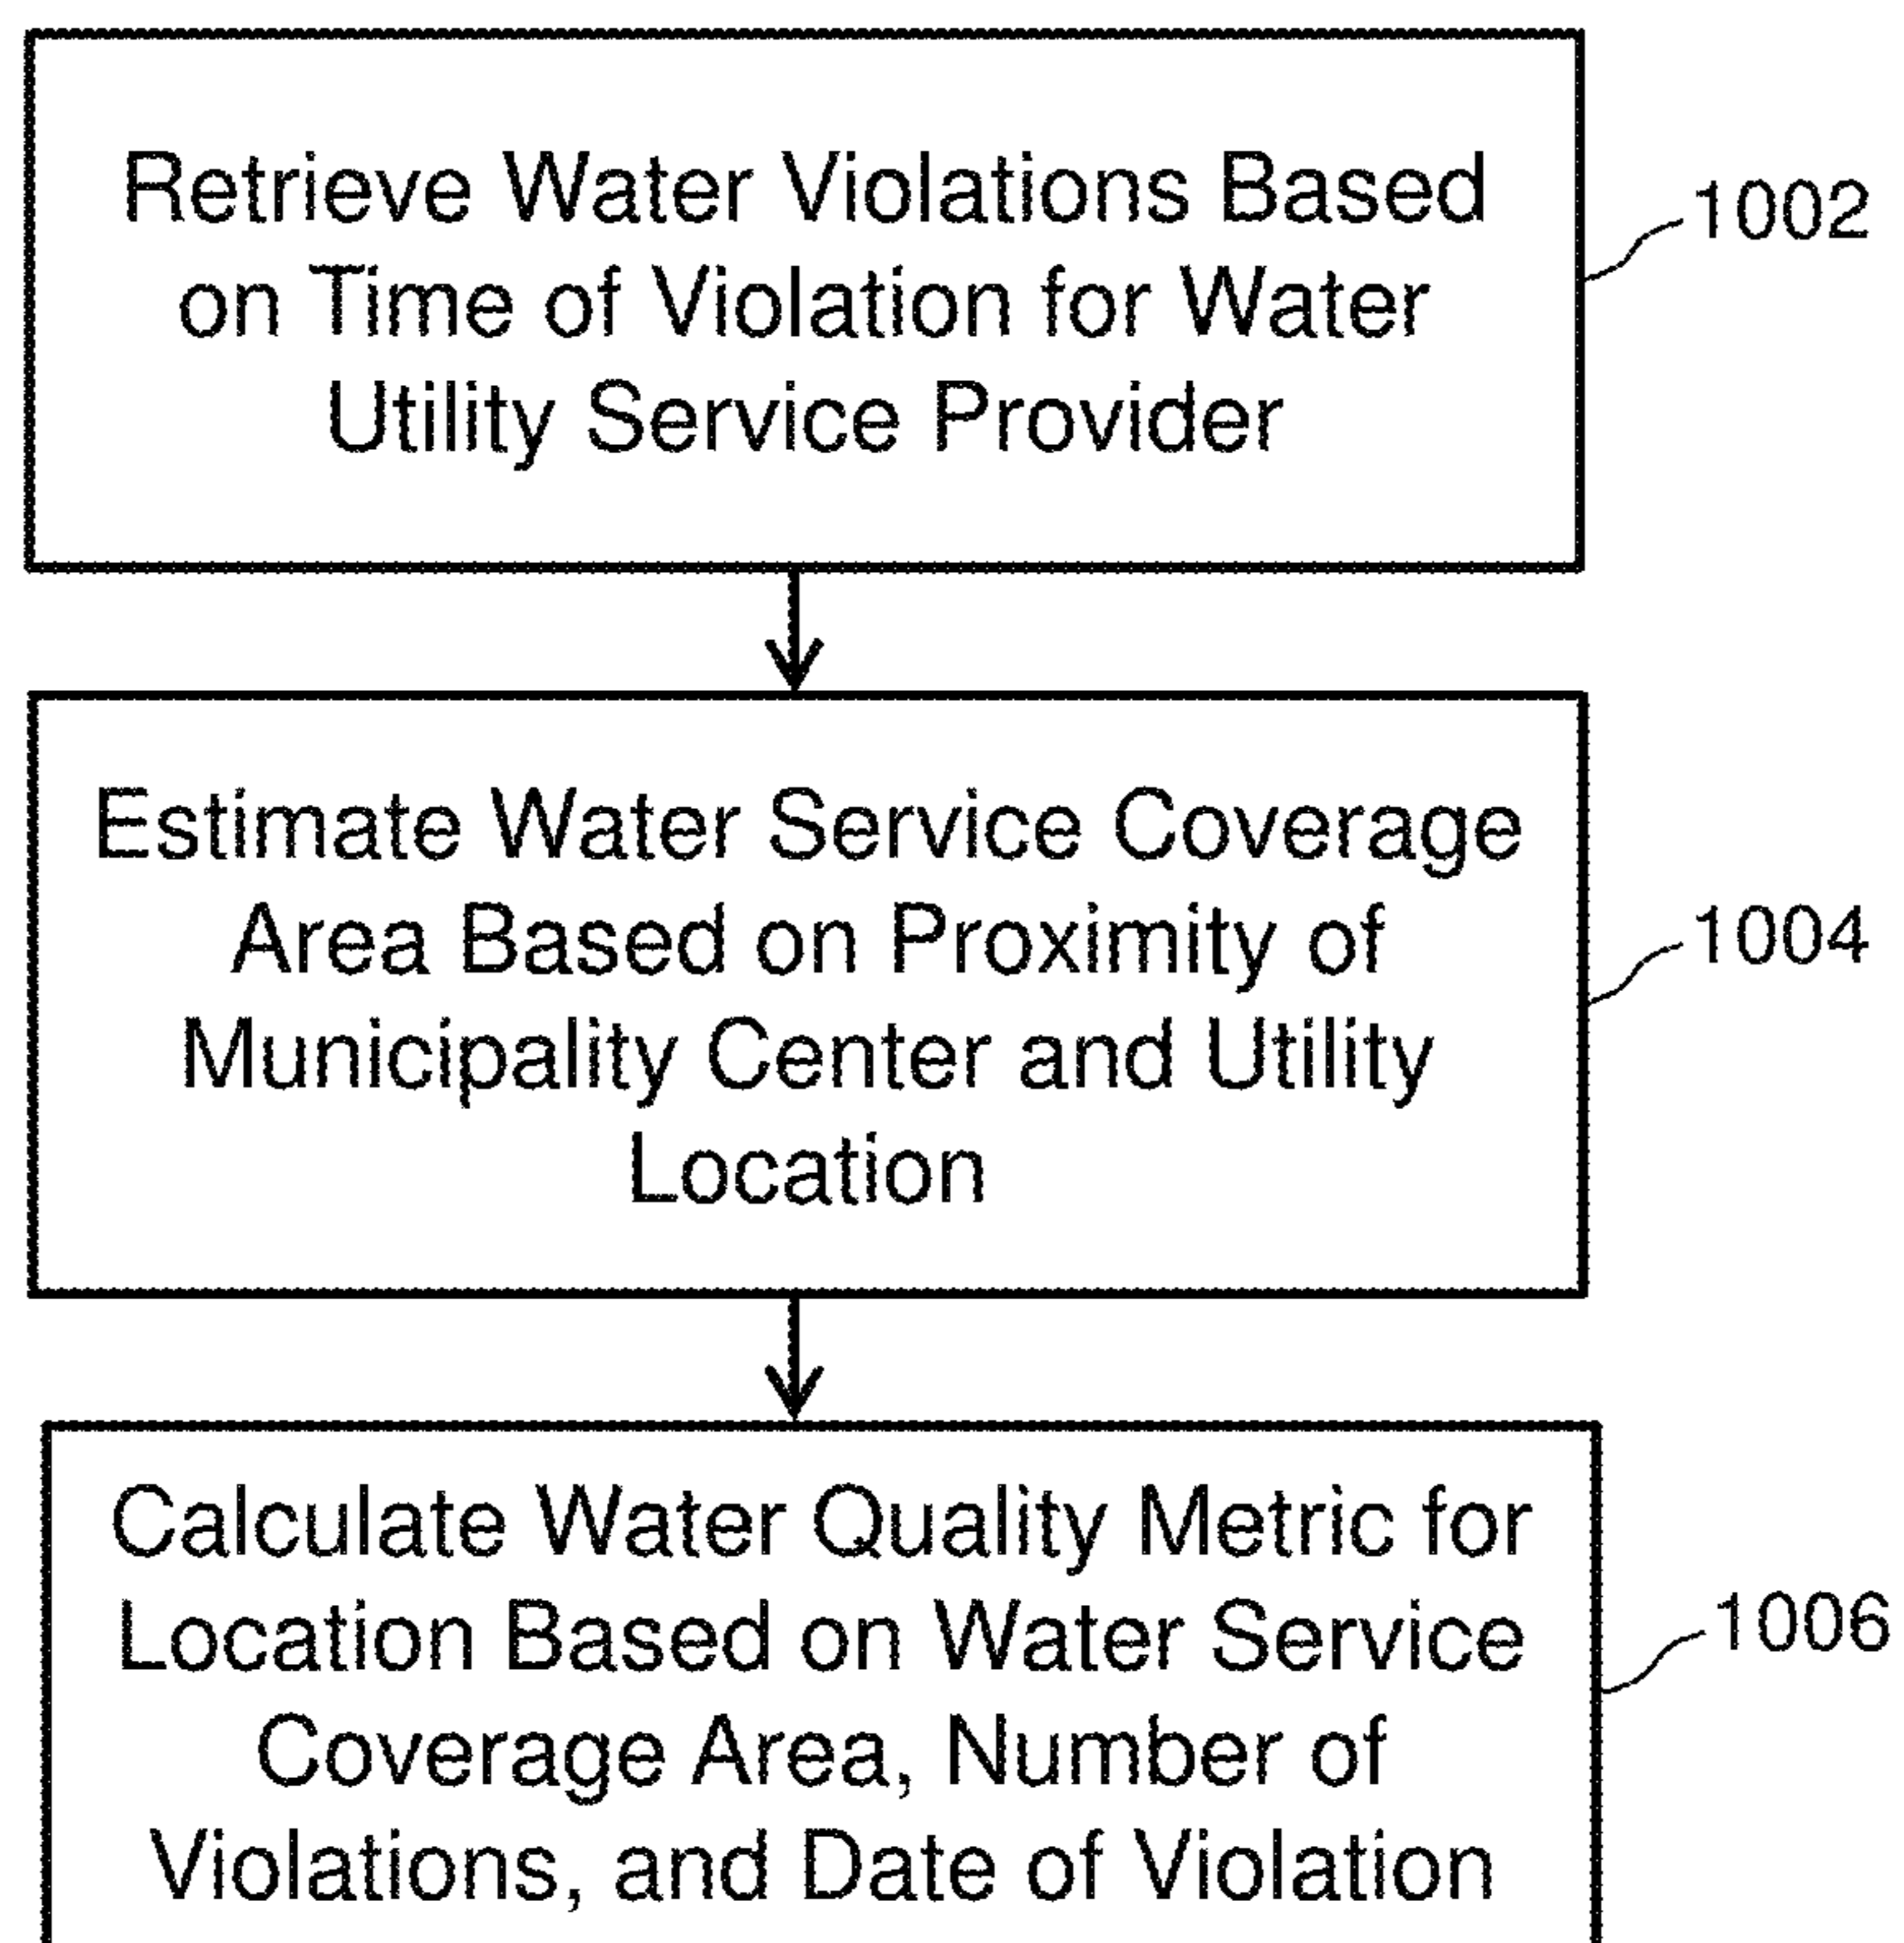 Retrieve Water Violations Based
on Time of Violation for Water
Utility Service Provider
1002
Estimate Water Service Coverage
Area Based on Proximity of
Municipality Center and Utility
Location
1004
Calculate Water Quality Metric for
Location Based on Water Service
Coverage Area, Number of
Violations, and Date of Violation
1006